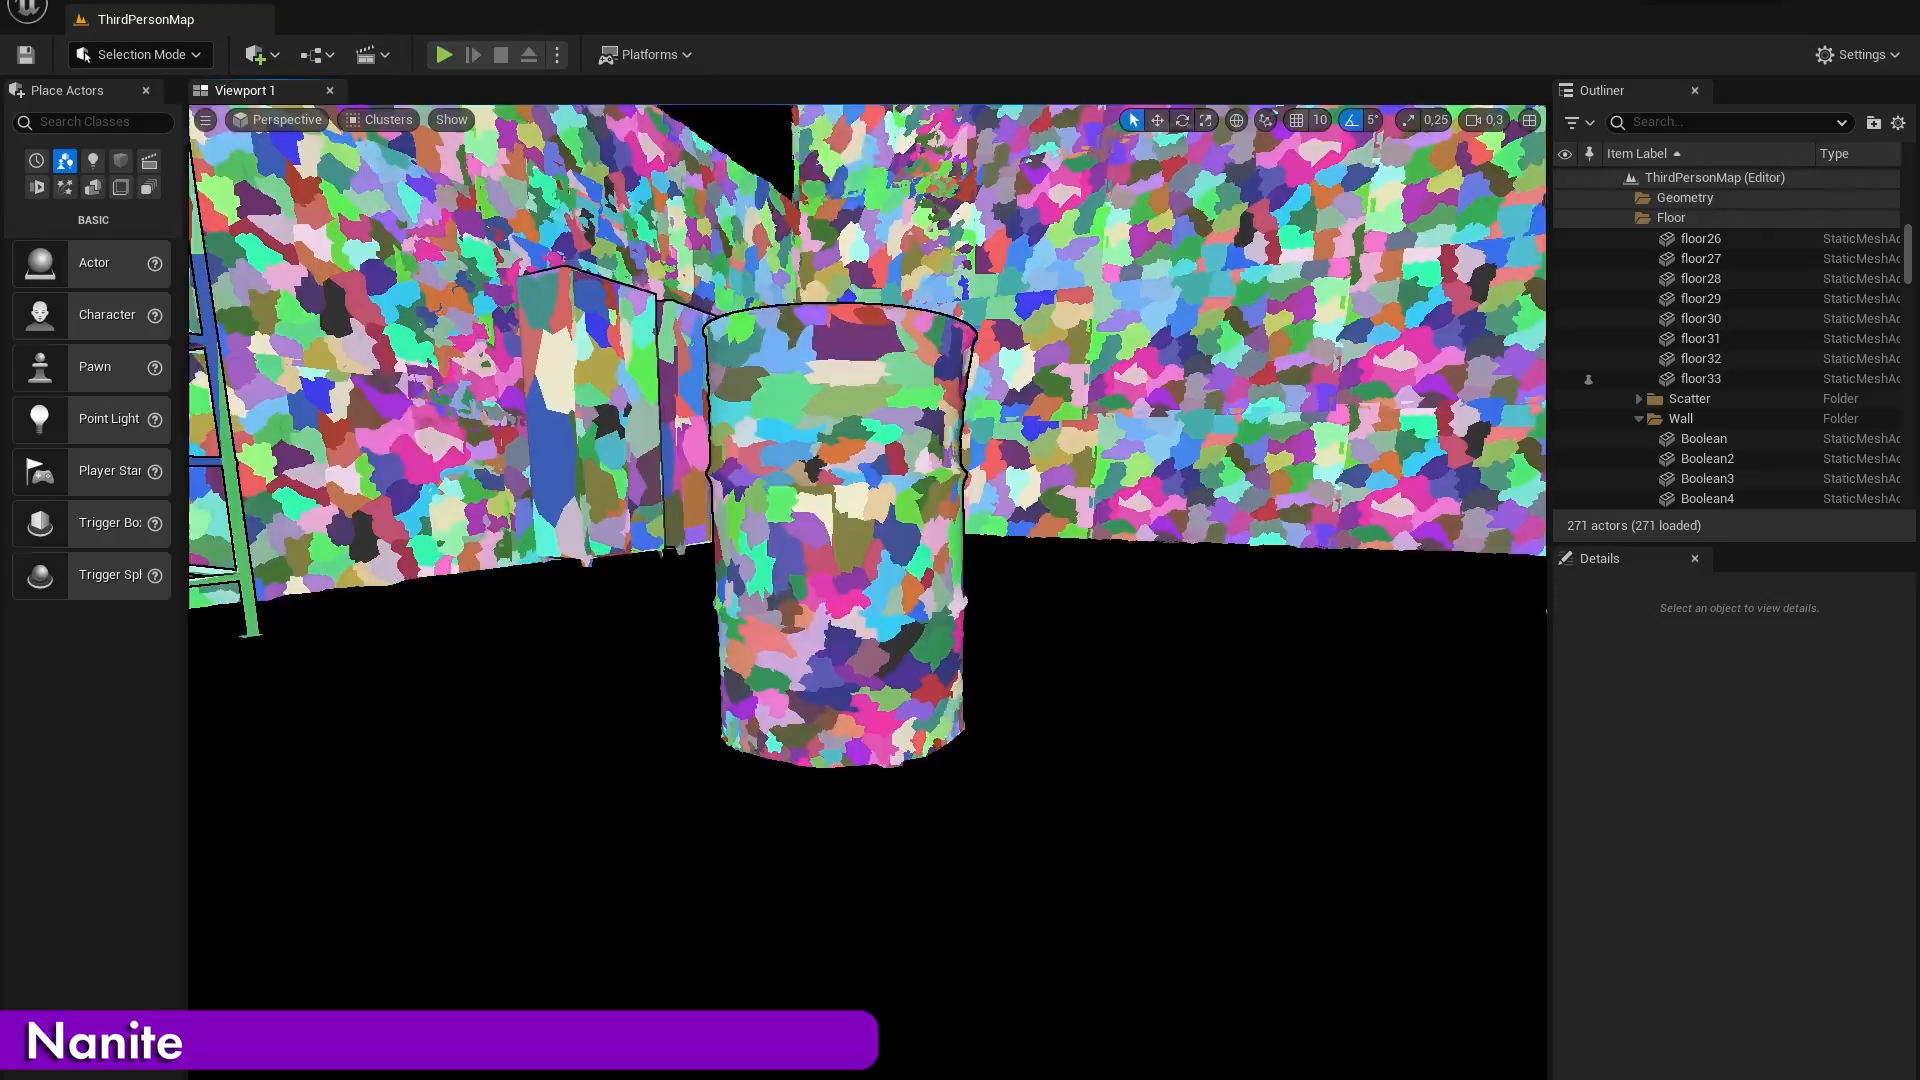 ThirdPersonMap
Selection Mode
Platforms
Settings
Place Actors
Viewport 1
Outliner
Search Classes
Perspective
Clusters
Show
10
5°
0,25
0,3
Search...
Item Label
Type
ThirdPersonMap (Editor)
Geometry
Floor
BASIC
floor26
StaticMeshAc
floor27
StaticMeshAc
floor28
StaticMeshAc
floor29
StaticMeshAc
floor30
StaticMeshAc
floor31
StaticMeshAc
floor32
StaticMeshAc
floor33
StaticMeshAc
Scatter
Folder
Wall
Folder
Boolean
StaticMeshAc
Boolean2
StaticMeshAc
Boolean3
StaticMeshAc
Boolean4
StaticMeshAc
271 actors (271 loaded)
Actor
Character
Pawn
Point Light
Player Star
Trigger Bo
Trigger Spl
Details
Select an object to view details.
Nanite